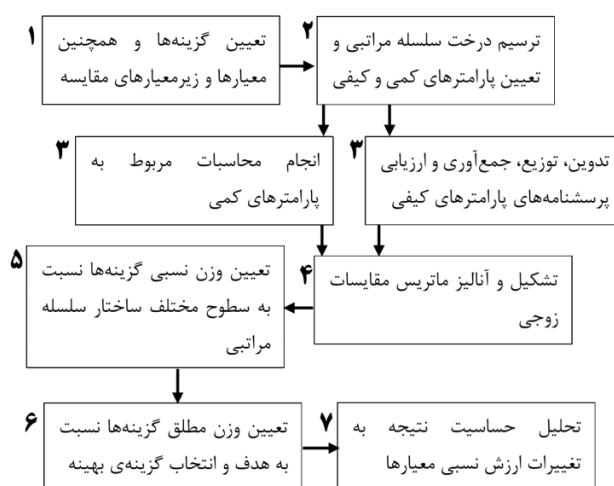 ۱
تعیین گزینه‌ها و همچنین
معیارها و زیرمعیارهای مقایسه
۲
ترسیم درخت سلسله مراتبی و
تعیین پارامترهای کمی و کیفی
۳
انجام محاسبات مربوط به
پارامترهای کمی
۳
تدوین، توزیع، جمع‌آوری و ارزیابی
پرسشنامه‌های پارامترهای کیفی
۴
تشکیل و آنالیز ماتریس مقایسات
زوجی
۵
تعیین وزن نسبی گزینه‌ها نسبت
به سطوح مختلف ساختار سلسله
مراتبی
۶
تعیین وزن مطلق گزینه‌ها نسبت
به هدف و انتخاب گزینه‌ی بهینه
۷
تحلیل حساسیت نتیجه به
تغییرات ارزش نسبی معیارها